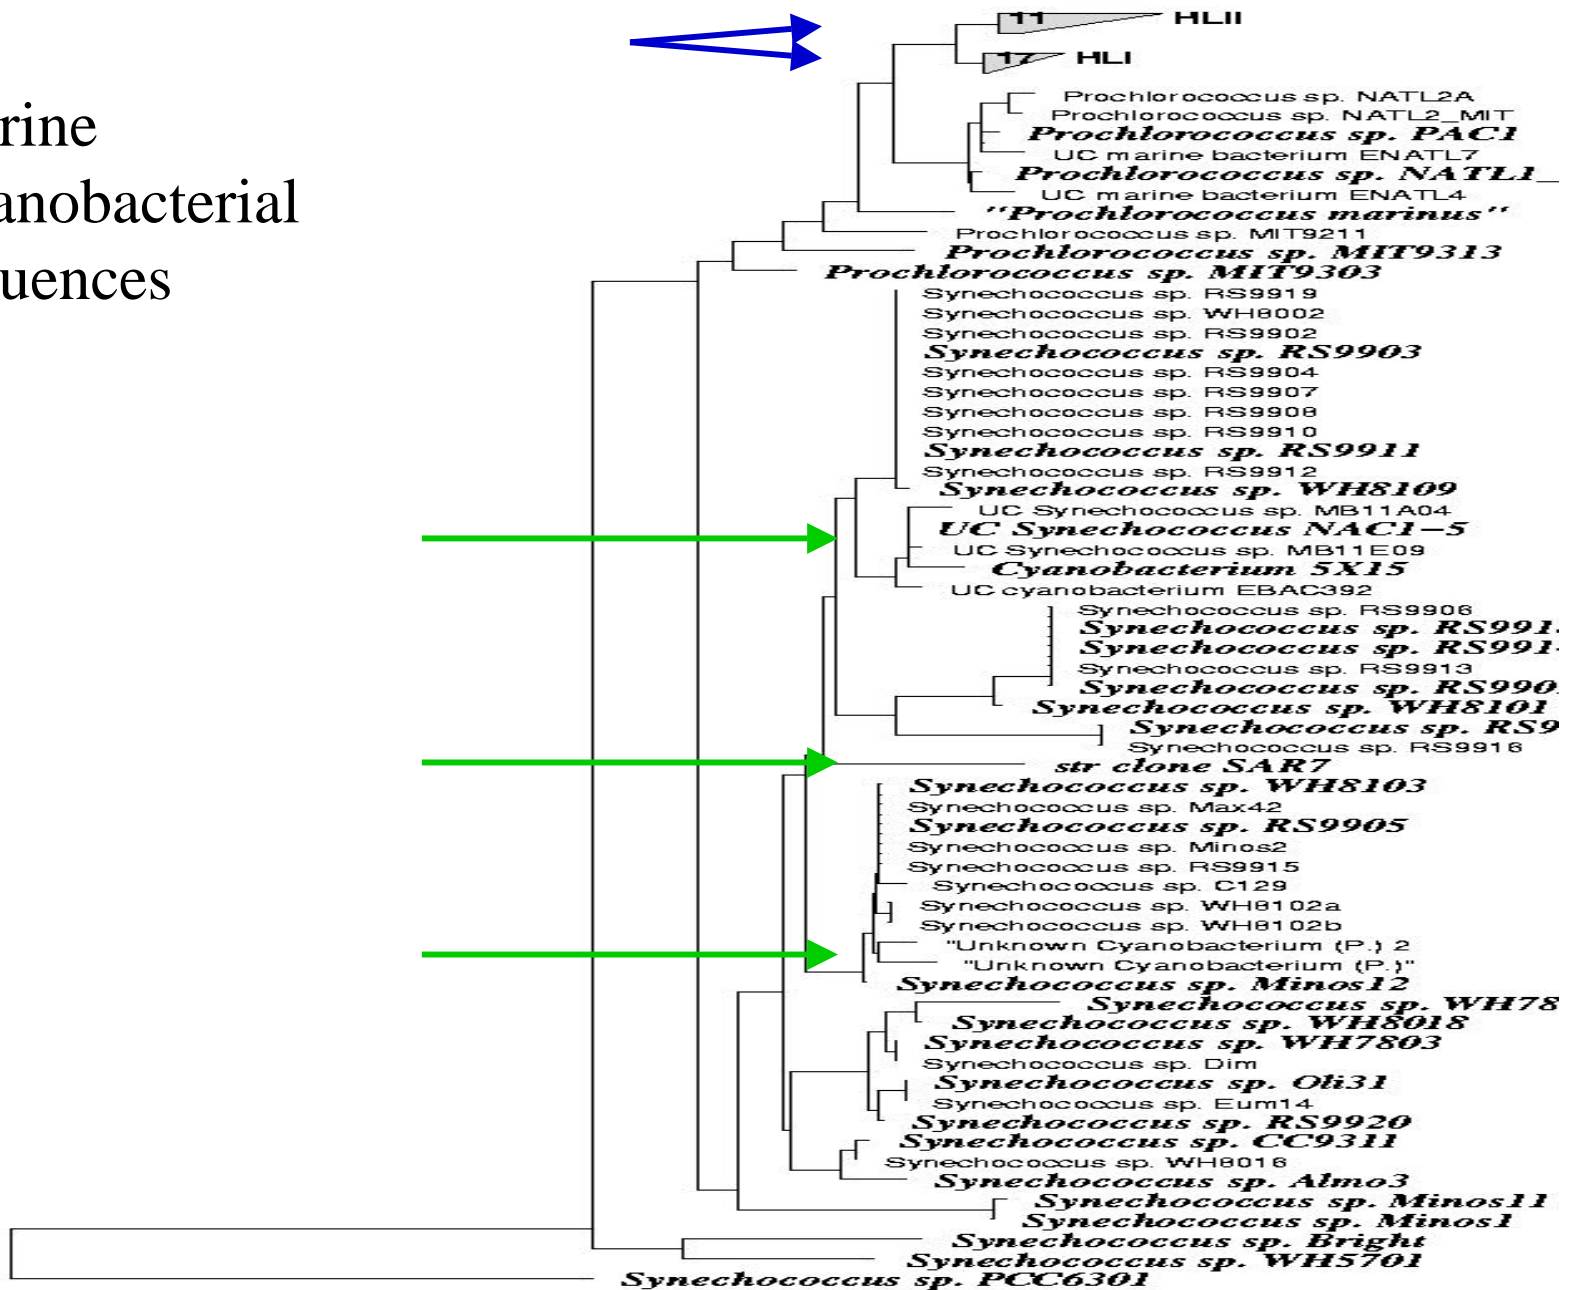 rine
anobacterial
uences
11 HLII
17 HLI
Prochlorococcus sp. NATL2A
Prochlorococcus sp. NATL2_MIT
Prochlorococcus sp. PAC1
UC marine bacterium ENATL7
Prochlorococcus sp. NATL1_
UC marine bacterium ENATL4
"Prochlorococcus marinus"
Prochlorococcus sp. MIT9211
Prochlorococcus sp. MIT9313
Prochlorococcus sp. MIT9303
Synechococcus sp. RS9919
Synechococcus sp. WH8002
Synechococcus sp. RS9902
Synechococcus sp. RS9903
Synechococcus sp. RS9904
Synechococcus sp. RS9907
Synechococcus sp. RS9908
Synechococcus sp. RS9910
Synechococcus sp. RS9911
Synechococcus sp. RS9912
Synechococcus sp. WH8109
UC Synechococcus sp. MB11A04
UC Synechococcus NAC1-5
UC Synechococcus sp. MB11E09
Cyanobacterium 5X15
UC cyanobacterium EBAC392
Synechococcus sp. RS9906
Synechococcus sp. RS991
Synechococcus sp. RS991
Synechococcus sp. RS9913
Synechococcus sp. RS990
Synechococcus sp. WH8101
Synechococcus sp. RS9
Synechococcus sp. RS9916
str clone SAR7
Synechococcus sp. WH8103
Synechococcus sp. Max42
Synechococcus sp. RS9905
Synechococcus sp. Minos2
Synechococcus sp. RS9915
Synechococcus sp. C129
Synechococcus sp. WH8102a
Synechococcus sp. WH8102b
"Unknown Cyanobacterium (P.) 2
"Unknown Cyanobacterium (P.)"
Synechococcus sp. Minos12
Synechococcus sp. WH78
Synechococcus sp. WH8018
Synechococcus sp. WH7803
Synechococcus sp. Dim
Synechococcus sp. Oli31
Synechococcus sp. Eum14
Synechococcus sp. RS9920
Synechococcus sp. CC9311
Synechococcus sp. WH8016
Synechococcus sp. Almo3
Synechococcus sp. Minos11
Synechococcus sp. Minos1
Synechococcus sp. Bright
Synechococcus sp. WH5701
Synechococcus sp. PCC6301